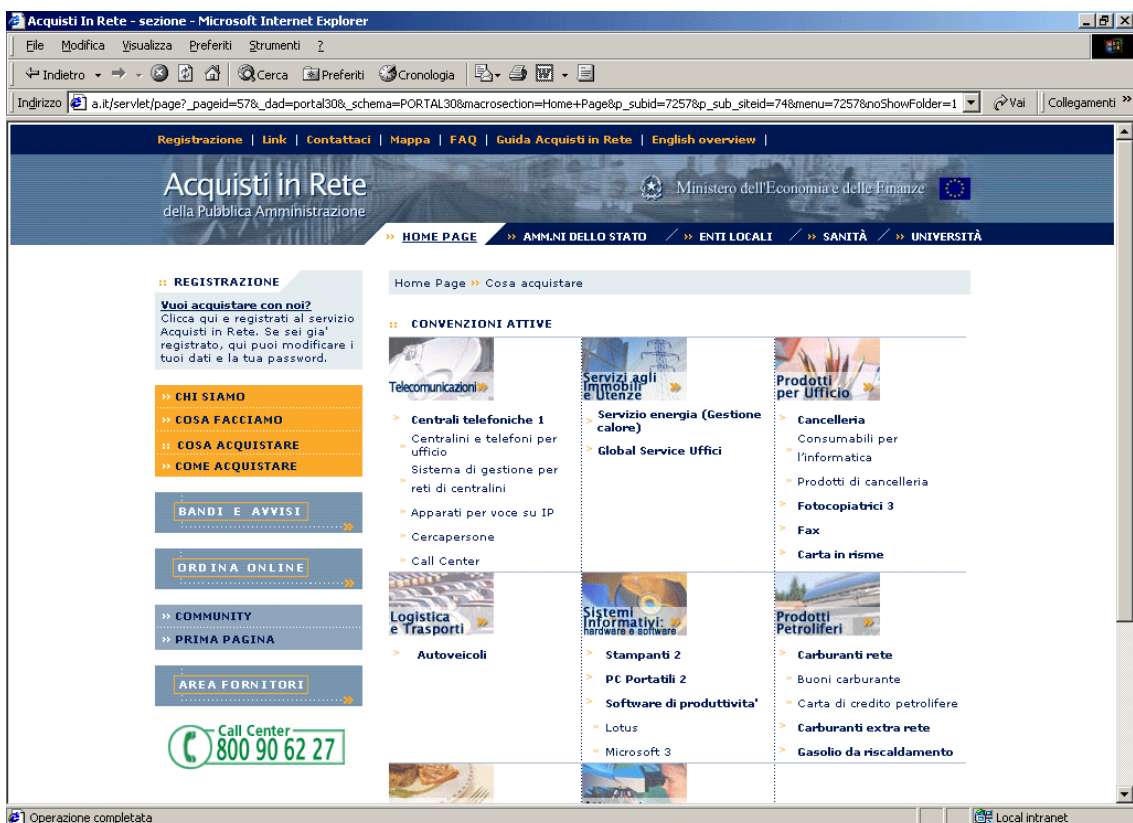 Acquisti In Rete - sezione - Microsoft Internet Explorer
File Modifica Visualizza Preferiti Strumenti ?
Indietro Cerca Preferiti Cronologia
Indirizzo a.it/servlet/page?_pageid=57&_dad=portal30&_schema=PORTAL30&macrosection=Home+Page&p_subid=7257&p_sub_siteid=74&menu=7257&noShowFolder=1 Vai Collegamenti »
Registrazione | Link | Contattaci | Mappa | FAQ | Guida Acquisti in Rete | English overview |
Acquisti in Rete
della Pubblica Amministrazione
Ministero dell'Economia e delle Finanze
» HOME PAGE » AMM.NI DELLO STATO / » ENTI LOCALI / » SANITÀ / » UNIVERSITÀ
:: REGISTRAZIONE
Vuoi acquistare con noi?
Clicca qui e registrati al servizio
Acquisti in Rete. Se sei gia'
registrato, qui puoi modificare i
tuoi dati e la tua password.
» CHI SIAMO
» COSA FACCIAMO
:: COSA ACQUISTARE
» COME ACQUISTARE
BANDI E AVVISI
ORDINA ONLINE
» COMMUNITY
» PRIMA PAGINA
AREA FORNITORI
Call Center
800 90 62 27
Home Page » Cosa acquistare
:: CONVENZIONI ATTIVE
Telecomunicazioni »
> Centrali telefoniche 1
» Centralini e telefoni per
ufficio
» Sistema di gestione per
reti di centralini
» Apparati per voce su IP
» Cercapersone
» Call Center
Servizi agli
Immobili
e Utenze »
> Servizio energia (Gestione
calore)
> Global Service Uffici
Prodotti
per Ufficio »
> Cancelleria
» Consumabili per
l'informatica
» Prodotti di cancelleria
> Fotocopiatrici 3
> Fax
> Carta in risme
Logistica
e Trasporti »
> Autoveicoli
Sistemi
Informativi: »
hardware e software
> Stampanti 2
> PC Portatili 2
> Software di produttivita'
» Lotus
» Microsoft 3
Prodotti
Petroliferi »
> Carburanti rete
» Buoni carburante
» Carta di credito petrolifere
> Carburanti extra rete
> Gasolio da riscaldamento
Operazione completata Local intranet